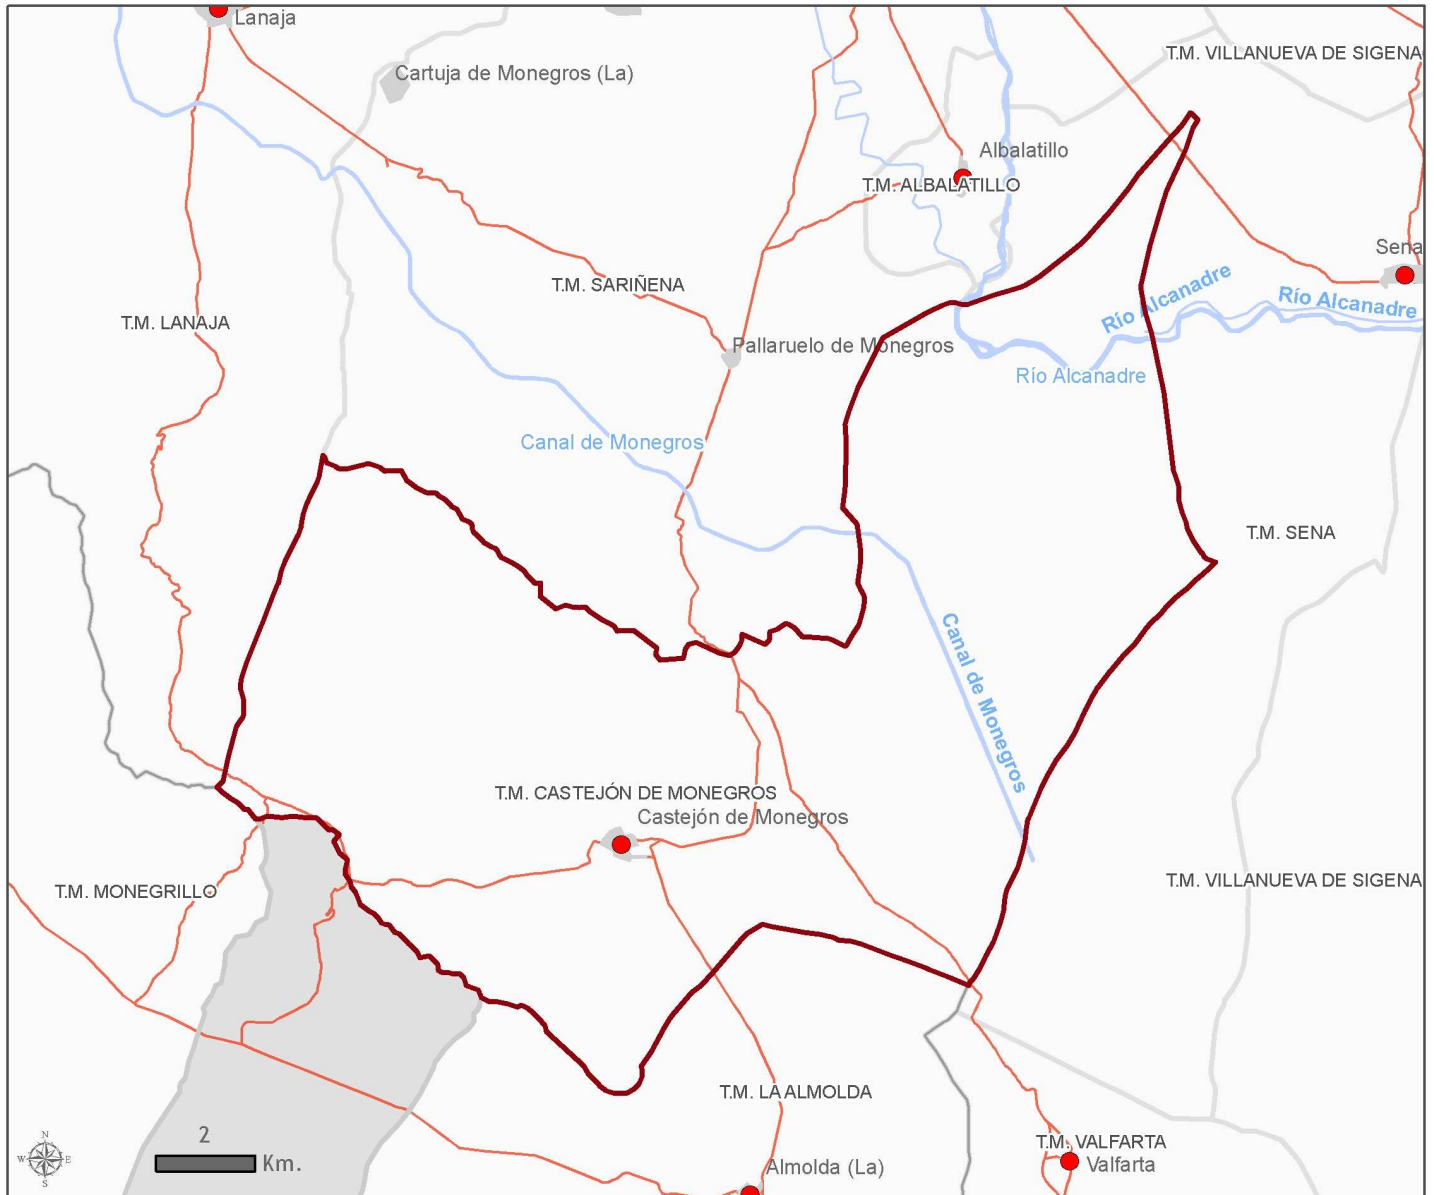 Lanaja
T.M. VILLANUEVA DE SIGENA
Cartuja de Monegros (La)
Albalatillo
T.M. ALBALATILLO
Sena
T.M. SARIÑENA
Río Alcanadre
Río Alcanadre
T.M. LANAJA
Pallaruelo de Monegros
Río Alcanadre
Canal de Monegros
T.M. SENA
Canal de Monegros
T.M. CASTEJÓN DE MONEGROS
Castejón de Monegros
T.M. MONEGRILLO
T.M. VILLANUEVA DE SIGENA
T.M. LA ALMOLDA
2
Km.
N
W E
S
T.M. VALFARTA
Valfarta
Almolda (La)